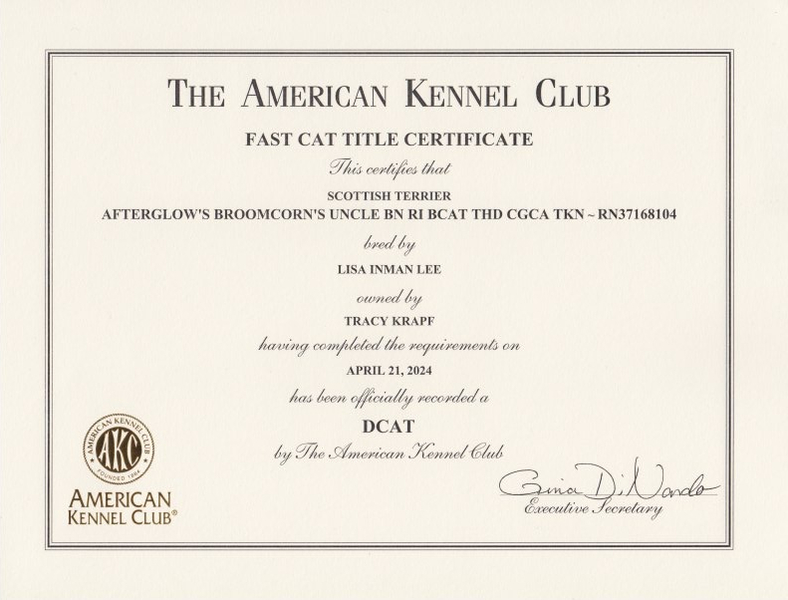 THE AMERICAN KENNEL CLUB
FAST CAT TITLE CERTIFICATE
This certifies that
SCOTTISH TERRIER
AFTERGLOW'S BROOMCORN'S UNCLE BN RI BCAT THD CGCA TKN ~ RN37168104
bred by
LISA INMAN LEE
owned by
TRACY KRAPF
having completed the requirements on
APRIL 21, 2024
has been officially recorded a
DCAT
by The American Kennel Club
AMERICAN KENNEL CLUB
AKC
FOUNDED 1884
AMERICAN
KENNEL CLUB®
Gina DiNardo
Executive Secretary